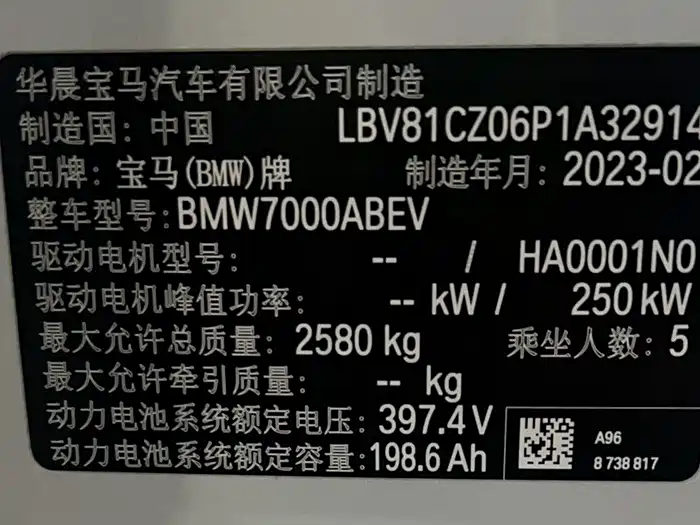 华晨宝马汽车有限公司制造
制造国: 中国 LBV81CZ06P1A32914
品牌: 宝马(BMW)牌 制造年月: 2023-02
整车型号: BMW7000ABEV
驱动电机型号: -- / HA0001N0
驱动电机峰值功率: -- kW / 250 kW
最大允许总质量: 2580 kg 乘坐人数: 5
最大允许牵引质量: -- kg
动力电池系统额定电压: 397.4 V
动力电池系统额定容量: 198.6 Ah
A96
8 738 817